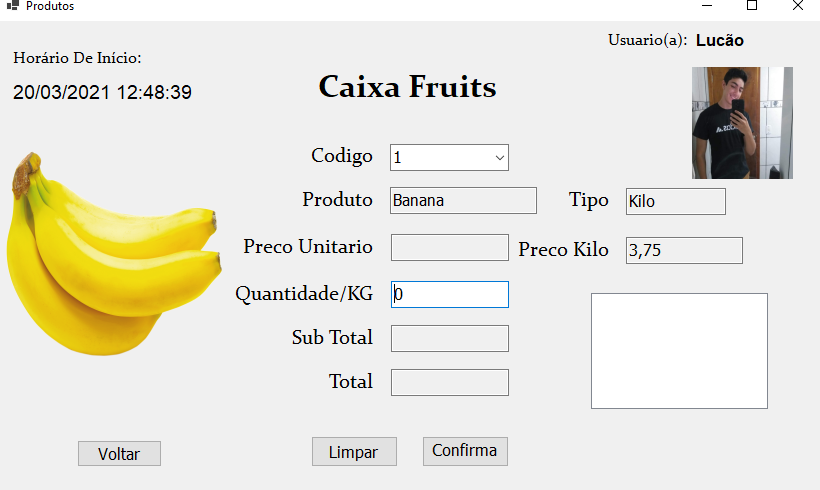 Produtos
Usuario(a): Lucão
Horário De Início:
20/03/2021 12:48:39
Caixa Fruits
Codigo 1
Produto Banana Tipo Kilo
Preco Unitario Preco Kilo 3,75
Quantidade/KG 0
Sub Total
Total
Voltar Limpar Confirma